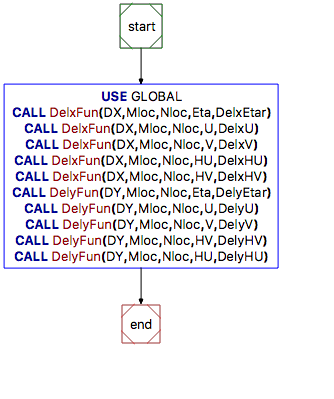 start
USE GLOBAL
CALL DelxFun(DX,Mloc,Nloc,Eta,DelxEtar)
CALL DelxFun(DX,Mloc,Nloc,U,DelxU)
CALL DelxFun(DX,Mloc,Nloc,V,DelxV)
CALL DelxFun(DX,Mloc,Nloc,HU,DelxHU)
CALL DelxFun(DX,Mloc,Nloc,HV,DelxHV)
CALL DelyFun(DY,Mloc,Nloc,Eta,DelyEtar)
CALL DelyFun(DY,Mloc,Nloc,U,DelyU)
CALL DelyFun(DY,Mloc,Nloc,V,DelyV)
CALL DelyFun(DY,Mloc,Nloc,HV,DelyHV)
CALL DelyFun(DY,Mloc,Nloc,HU,DelyHU)
end